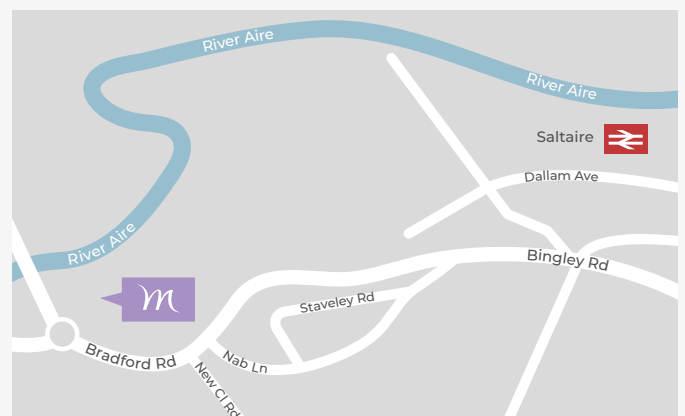 River Aire
River Aire
Saltaire
Dallam Ave
River Aire
Bingley Rd
m
Staveley Rd
Bradford Rd
Nab Ln
New Cl Rd